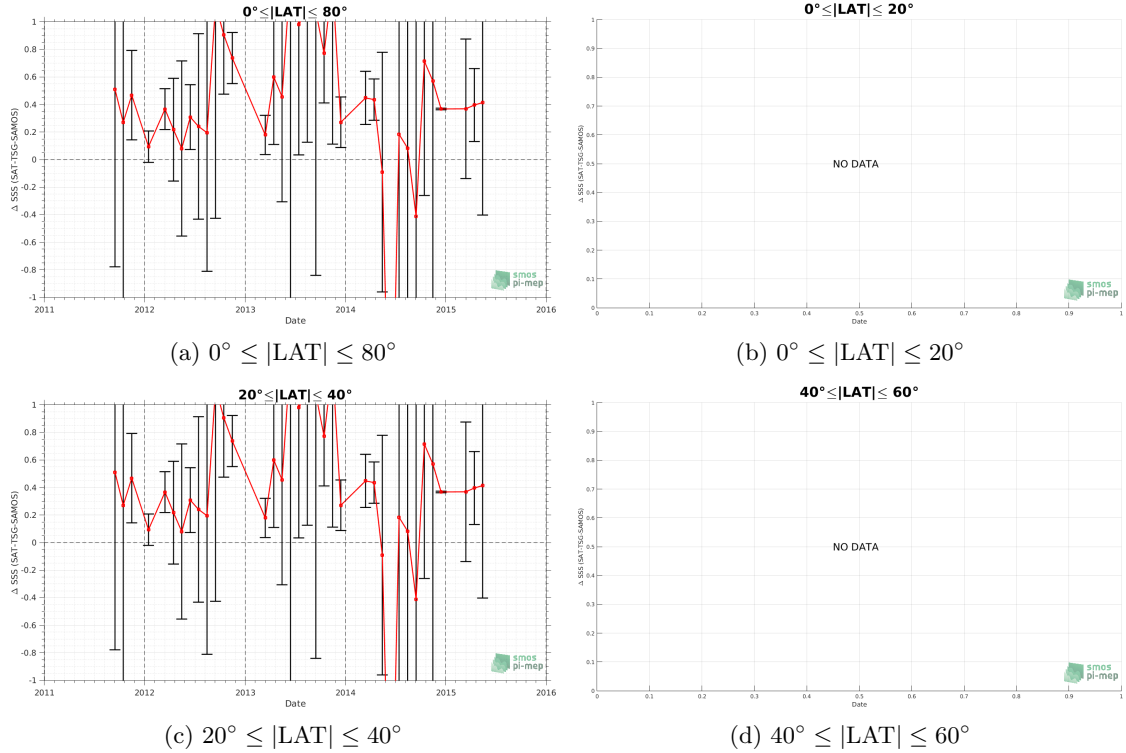 0°≤|LAT|≤ 80°
1
0.8
0.6
0.4
0.2
0
-0.2
-0.4
-0.6
-0.8
-1
Δ SSS (SAT-TSG-SAMOS)
2011 2012 2013 2014 2015 2016
Date
smos
pi-mep
(a) 0° ≤ |LAT| ≤ 80°
0°≤|LAT|≤ 20°
1
0.9
0.8
0.7
0.6
0.5
0.4
0.3
0.2
0.1
0
Δ SSS (SAT-TSG-SAMOS)
NO DATA
0 0.1 0.2 0.3 0.4 0.5 0.6 0.7 0.8 0.9 1
Date
smos
pi-mep
(b) 0° ≤ |LAT| ≤ 20°
20°≤|LAT|≤ 40°
1
0.8
0.6
0.4
0.2
0
-0.2
-0.4
-0.6
-0.8
-1
Δ SSS (SAT-TSG-SAMOS)
2011 2012 2013 2014 2015 2016
Date
smos
pi-mep
(c) 20° ≤ |LAT| ≤ 40°
40°≤|LAT|≤ 60°
1
0.9
0.8
0.7
0.6
0.5
0.4
0.3
0.2
0.1
0
Δ SSS (SAT-TSG-SAMOS)
NO DATA
0 0.1 0.2 0.3 0.4 0.5 0.6 0.7 0.8 0.9 1
Date
smos
pi-mep
(d) 40° ≤ |LAT| ≤ 60°